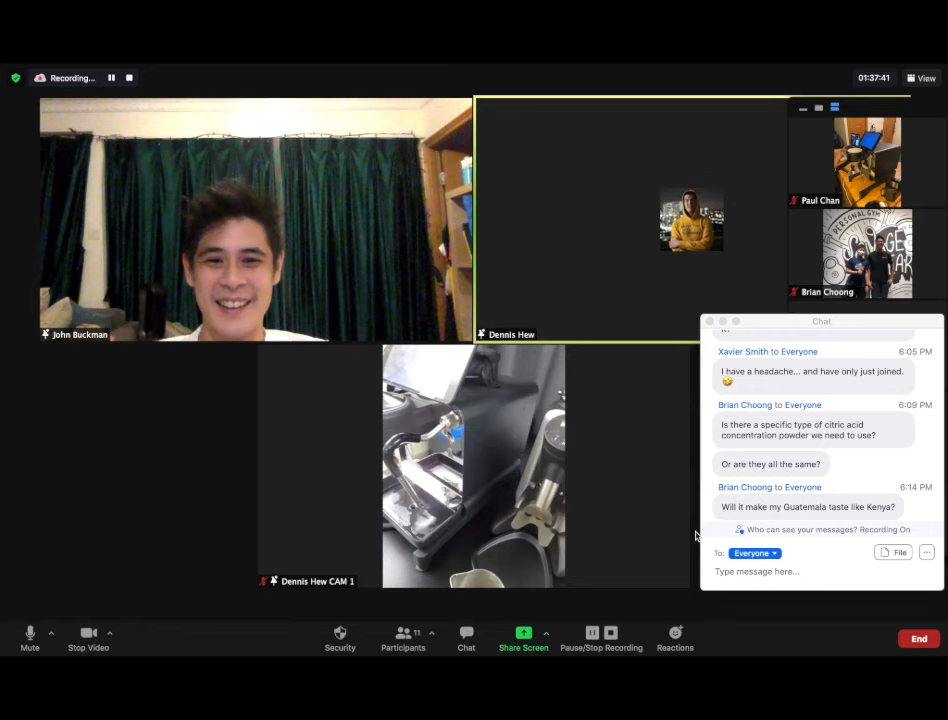 Recording...
01:37:41
View
John Buckman
Dennis Hew
Paul Chan
PERSONAL GYM
Brian Choong
Dennis Hew CAM 1
Chat
Xavier Smith to Everyone 6:05 PM
I have a headache... and have only just joined.
🤣
Brian Choong to Everyone 6:09 PM
Is there a specific type of citric acid
concentration powder we need to use?
Or are they all the same?
Brian Choong to Everyone 6:14 PM
Will it make my Guatemala taste like Kenya?
Who can see your messages? Recording On
To: Everyone File
Type message here...
Mute
Stop Video
Security
Participants 11
Chat
Share Screen
Pause/Stop Recording
Reactions
End